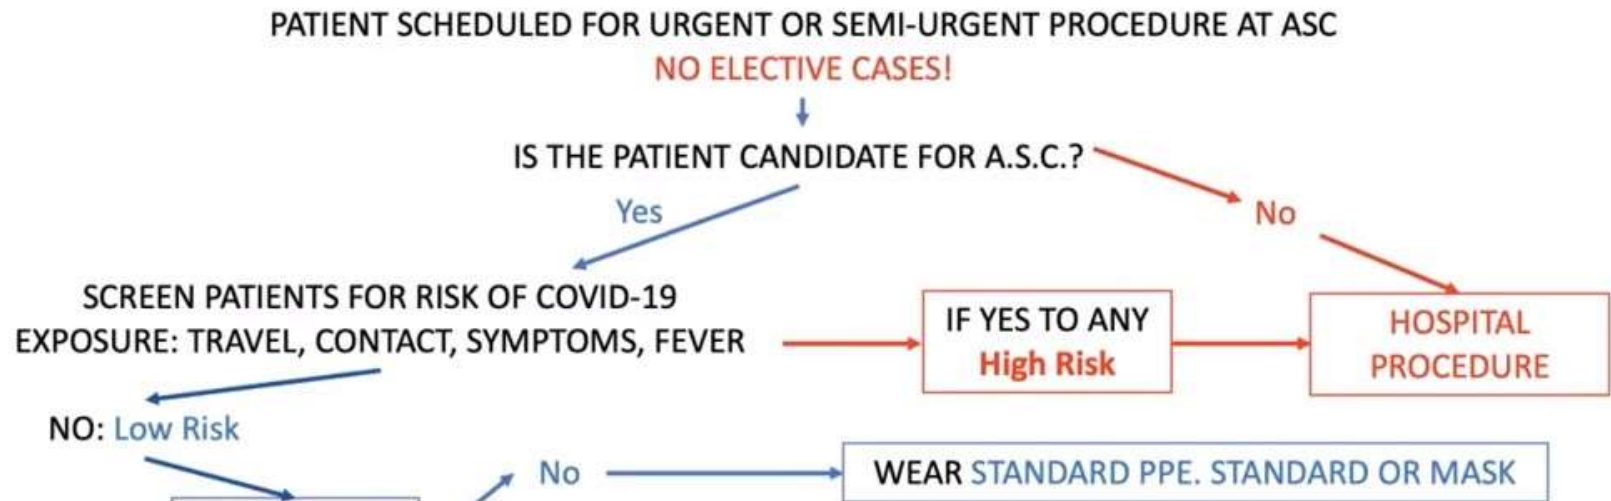 PATIENT SCHEDULED FOR URGENT OR SEMI-URGENT PROCEDURE AT ASC
NO ELECTIVE CASES!
IS THE PATIENT CANDIDATE FOR A.S.C.?
Yes
No
SCREEN PATIENTS FOR RISK OF COVID-19
EXPOSURE: TRAVEL, CONTACT, SYMPTOMS, FEVER
IF YES TO ANY
High Risk
HOSPITAL
PROCEDURE
NO: Low Risk
No
WEAR STANDARD PPE. STANDARD OR MASK